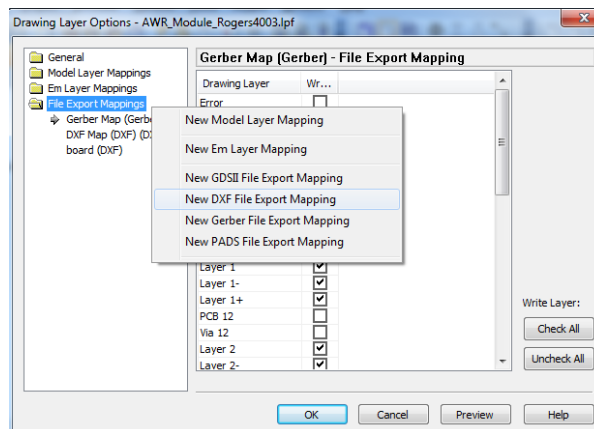 Drawing Layer Options - AWR_Module_Rogers4003.lpf
General
Model Layer Mappings
Em Layer Mappings
File Export Mappings
Gerber Map (Gerb
DXF Map (DXF) (D
board (DXF)
Gerber Map (Gerber) - File Export Mapping
Drawing Layer Wr...
Error
New Model Layer Mapping
New Em Layer Mapping
New GDSII File Export Mapping
New DXF File Export Mapping
New Gerber File Export Mapping
New PADS File Export Mapping
Layer 1
Layer 1-
Layer 1+
PCB 12
Via 12
Layer 2
Layer 2-
Write Layer:
Check All
Uncheck All
OK Cancel Preview Help